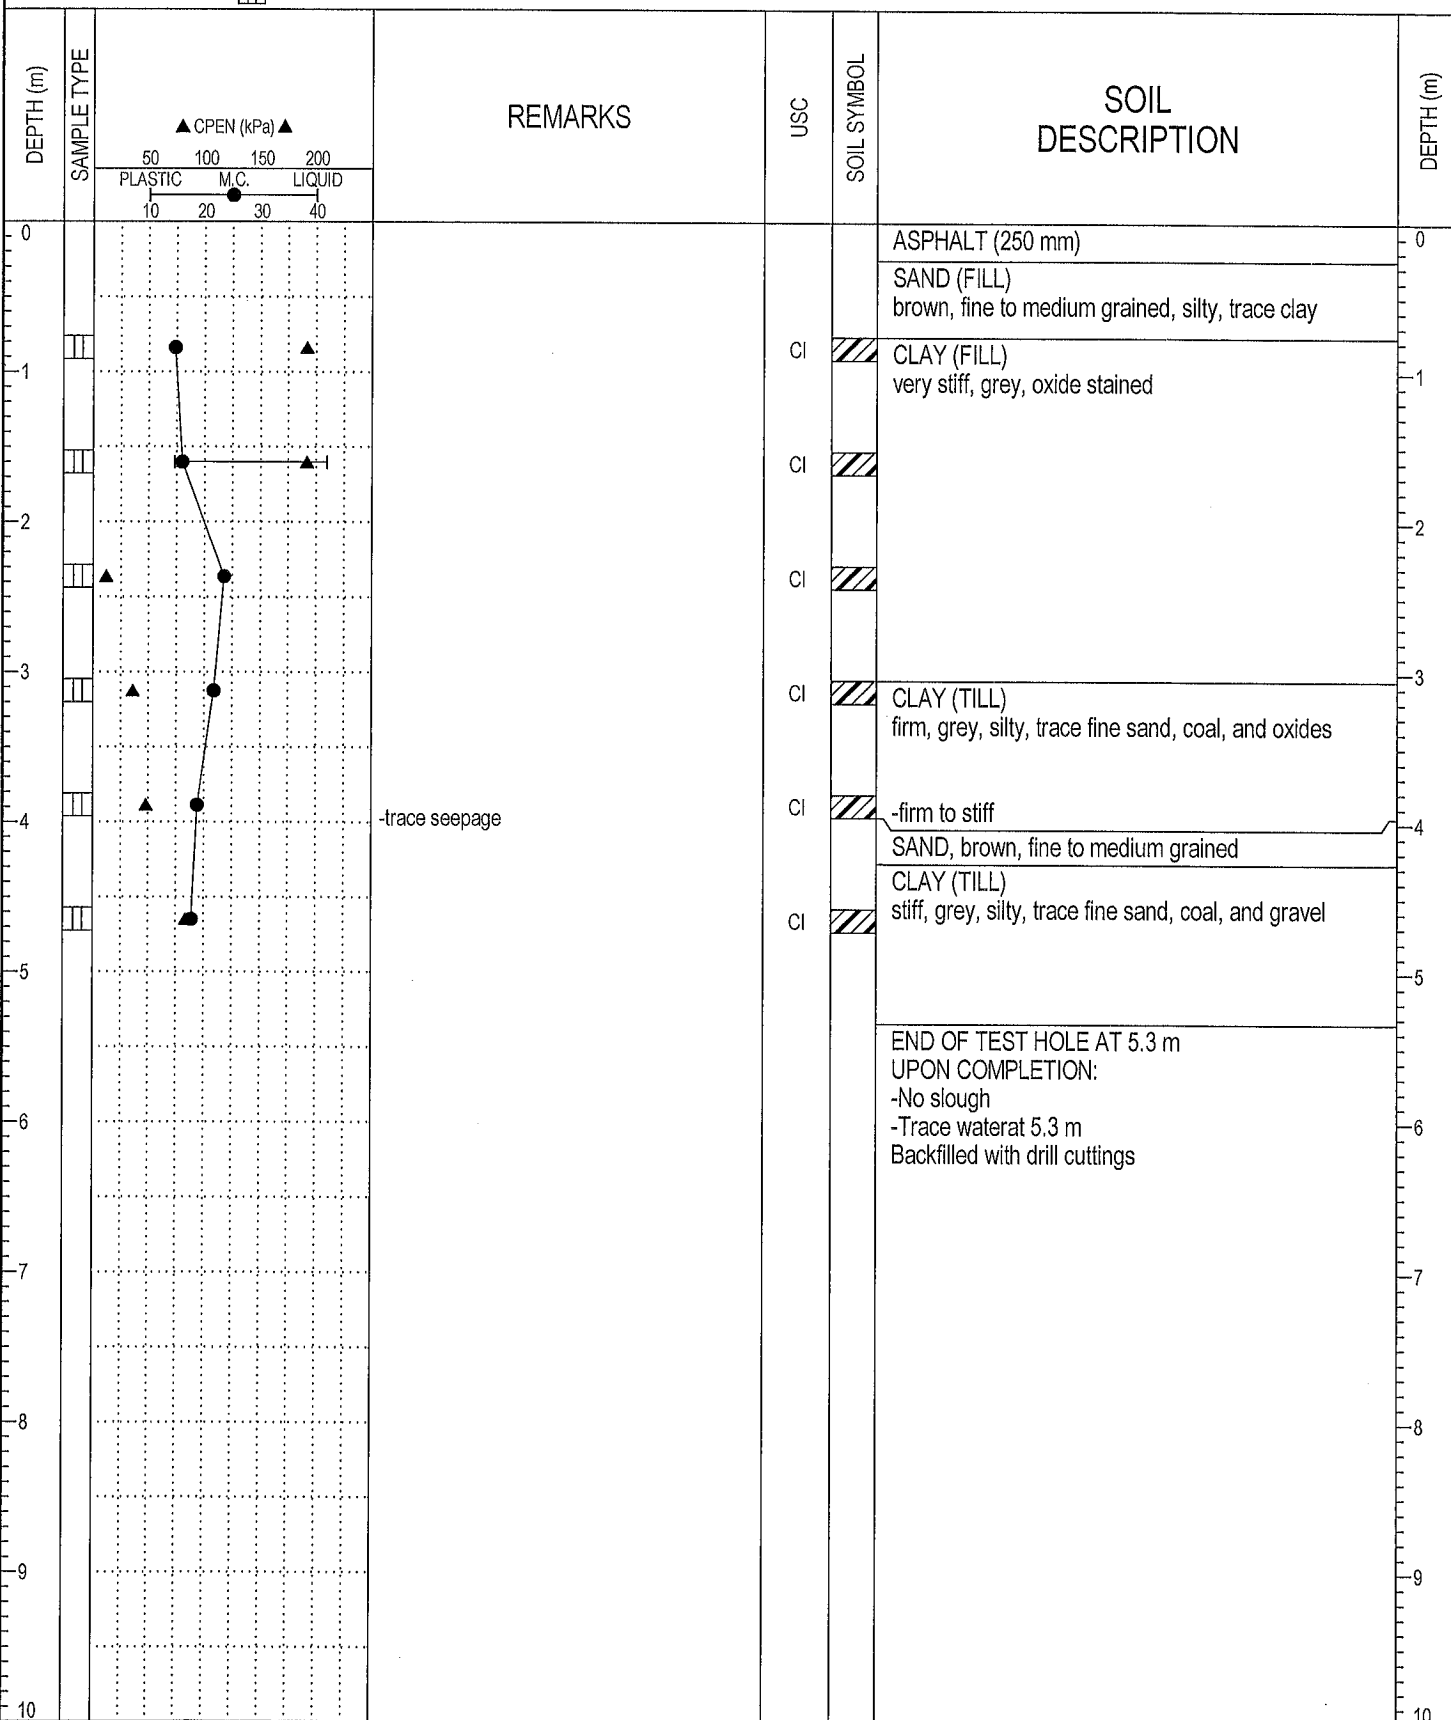 DEPTH (m)
SAMPLE TYPE
▲ CPEN (kPa) ▲
50 100 150 200
PLASTIC M.C. LIQUID
10 20 30 40
REMARKS
USC
SOIL SYMBOL
SOIL
DESCRIPTION
DEPTH (m)
0
ASPHALT (250 mm)
0
SAND (FILL)
brown, fine to medium grained, silty, trace clay
CI
CLAY (FILL)
1
very stiff, grey, oxide stained
1
CI
2
2
CI
3
3
CI
CLAY (TILL)
firm, grey, silty, trace fine sand, coal, and oxides
CI
-firm to stiff
4
-trace seepage
4
SAND, brown, fine to medium grained
CLAY (TILL)
CI
stiff, grey, silty, trace fine sand, coal, and gravel
5
5
END OF TEST HOLE AT 5.3 m
UPON COMPLETION:
-No slough
6
-Trace waterat 5.3 m
6
Backfilled with drill cuttings
7
7
8
8
9
9
10
10